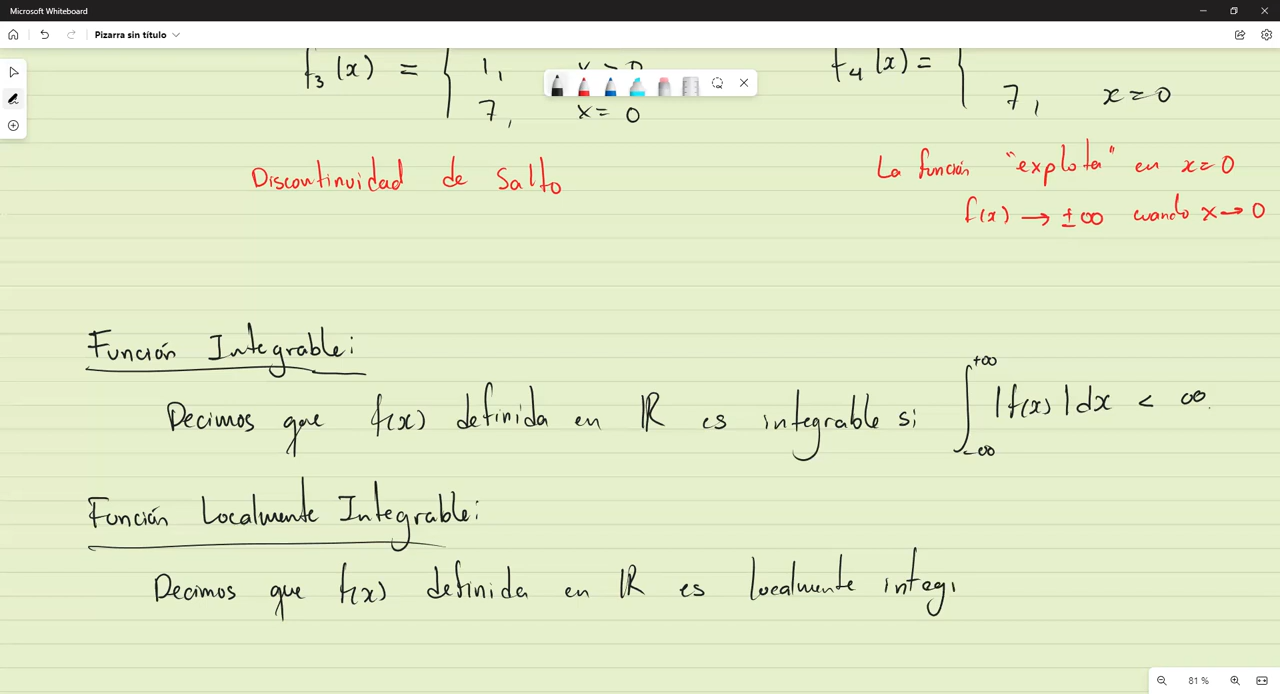 Microsoft Whiteboard
Pizarra sin título
f₃(x) = { 1, x > 0
7, x = 0
f₄(x) = {
7, x = 0
Discontinuidad de Salto
La función "explota" en x=0
f(x) → ±∞ cuando x→0
Función Integrable:
Decimos que f(x) definida en ℝ es integrable si ∫_{-∞}^{+∞} |f(x)|dx < ∞.
Función Localmente Integrable:
Decimos que f(x) definida en ℝ es localmente integr
81 %